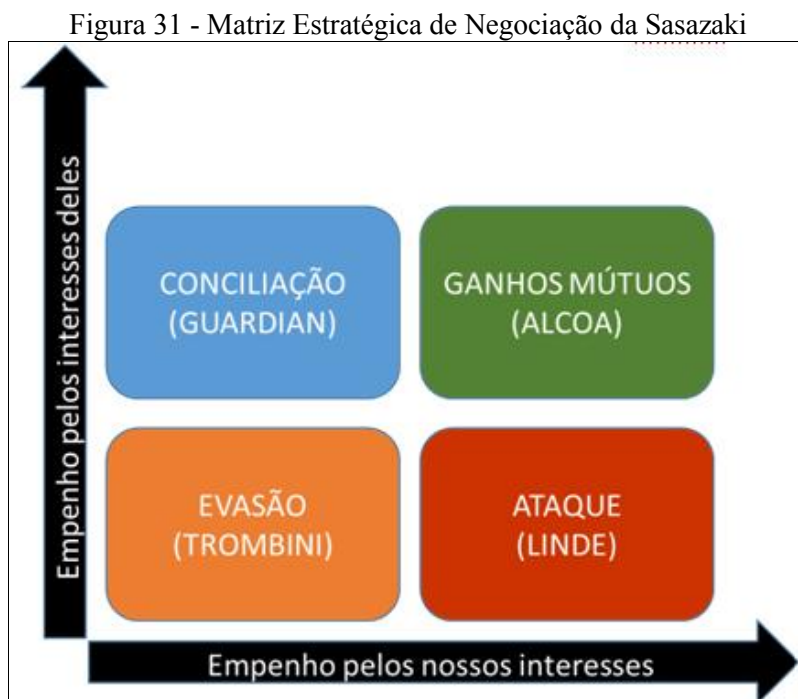 Figura 31 - Matriz Estratégica de Negociação da Sasazaki
Empenho pelos interesses deles
CONCILIAÇÃO
(GUARDIAN)
GANHOS MÚTUOS
(ALCOA)
EVASÃO
(TROMBINI)
ATAQUE
(LINDE)
Empenho pelos nossos interesses